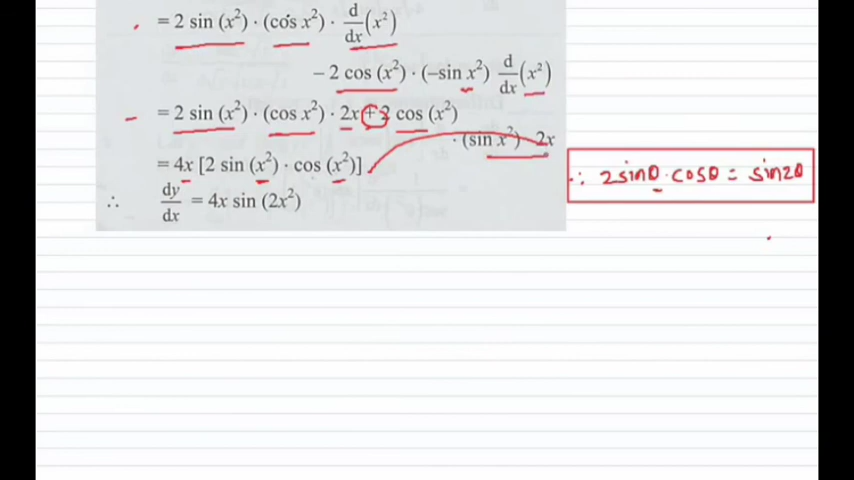 = 2 sin (x²) · (cos x²) · d/dx (x²)
− 2 cos (x²) · (−sin x²) d/dx (x²)
= 2 sin (x²) · (cos x²) · 2x + 2 cos (x²)
· (sin x²) 2x
= 4x [2 sin (x²) · cos (x²)]
∴ 2sinθ · cosθ = sin2θ
∴ dy/dx = 4x sin (2x²)